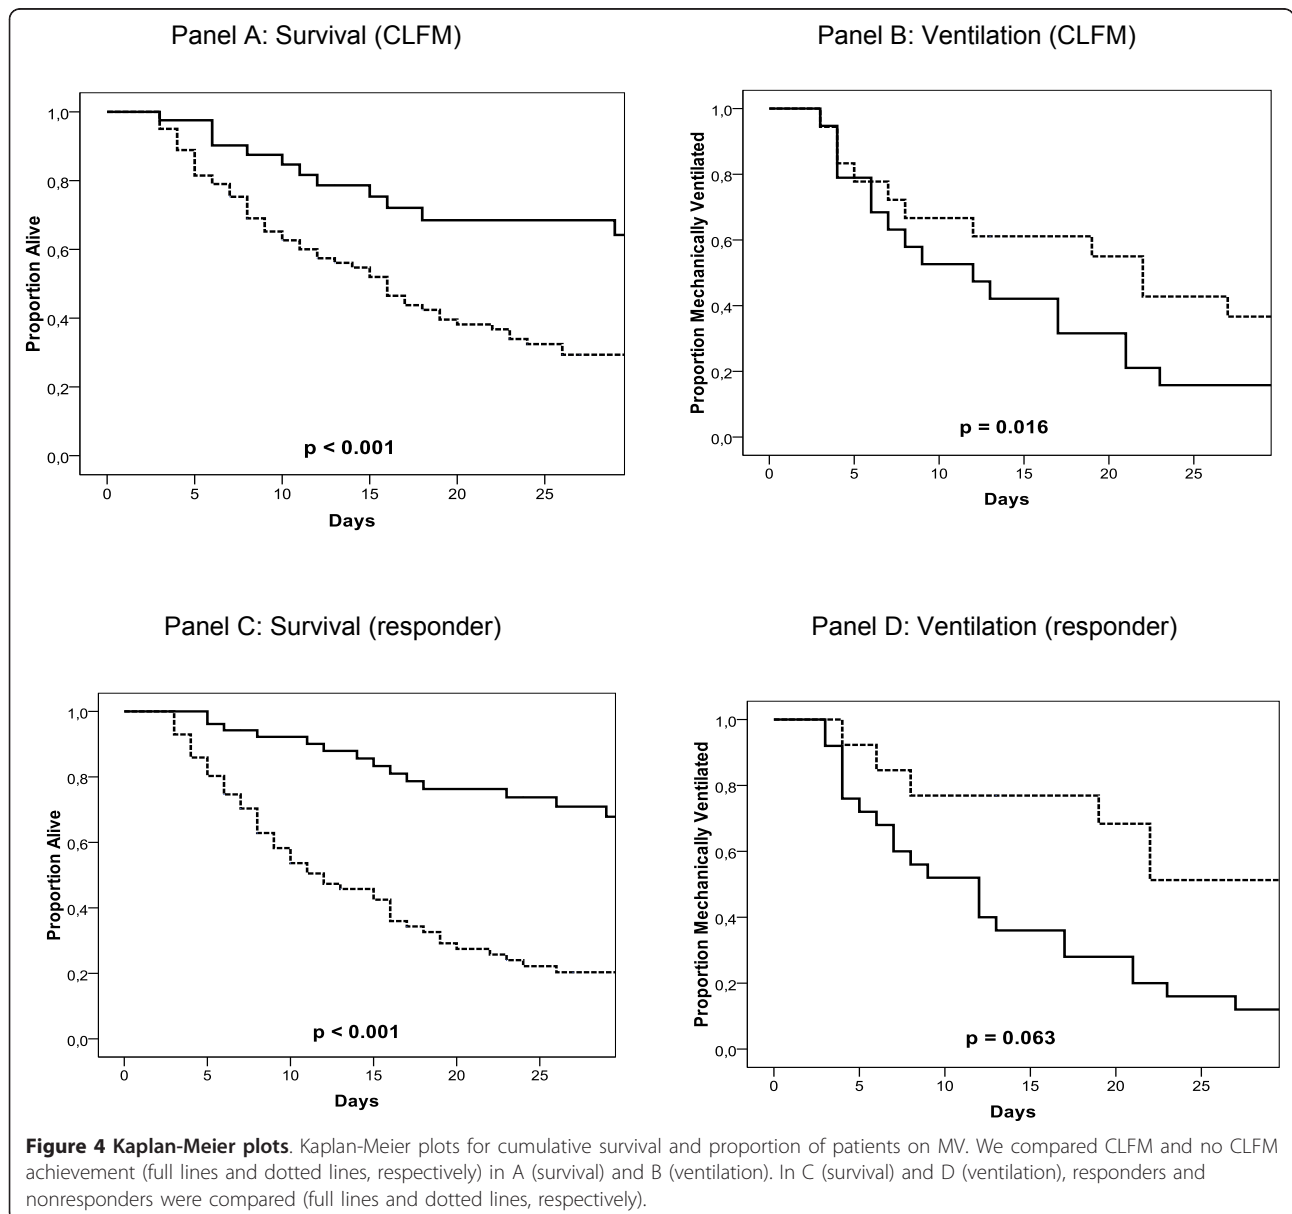 Panel A: Survival (CLFM)
Proportion Alive
1,0
0,8
0,6
0,4
0,2
0,0
p < 0.001
0 5 10 15 20 25
Days
Panel B: Ventilation (CLFM)
Proportion Mechanically Ventilated
1,0
0,8
0,6
0,4
0,2
0,0
p = 0.016
0 5 10 15 20 25
Days
Panel C: Survival (responder)
Proportion Alive
1,0
0,8
0,6
0,4
0,2
0,0
p < 0.001
0 5 10 15 20 25
Days
Panel D: Ventilation (responder)
Proportion Mechanically Ventilated
1,0
0,8
0,6
0,4
0,2
0,0
p = 0.063
0 5 10 15 20 25
Days
Figure 4 Kaplan-Meier plots. Kaplan-Meier plots for cumulative survival and proportion of patients on MV. We compared CLFM and no CLFM
achievement (full lines and dotted lines, respectively) in A (survival) and B (ventilation). In C (survival) and D (ventilation), responders and
nonresponders were compared (full lines and dotted lines, respectively).